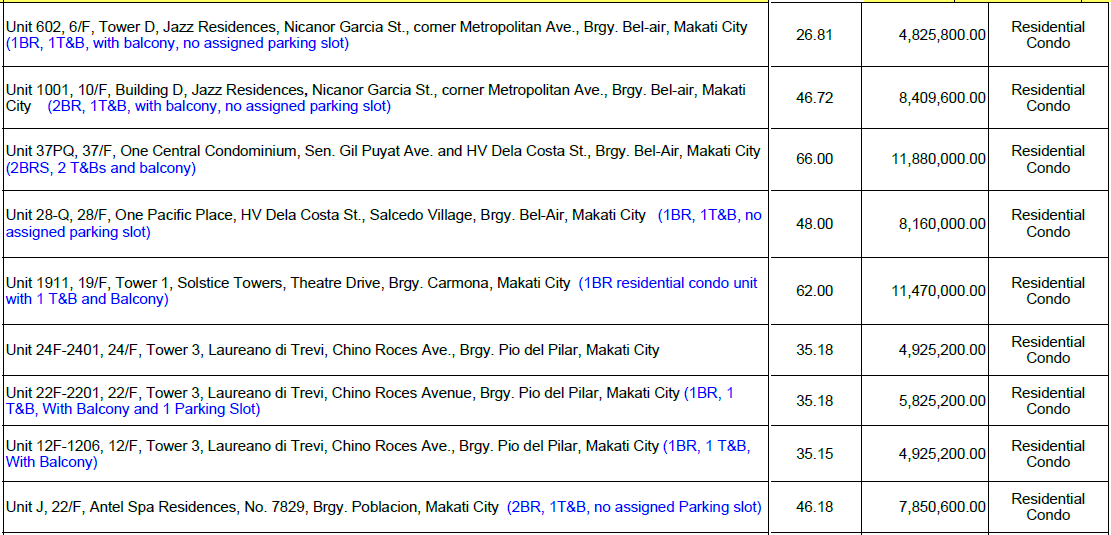 Unit 602, 6/F, Tower D, Jazz Residences, Nicanor Garcia St., corner Metropolitan Ave., Brgy. Bel-air, Makati City
(1BR, 1T&B, with balcony, no assigned parking slot)
26.81
4,825,800.00
Residential
Condo
Unit 1001, 10/F, Building D, Jazz Residences, Nicanor Garcia St., corner Metropolitan Ave., Brgy. Bel-air, Makati
City (2BR, 1T&B, with balcony, no assigned parking slot)
46.72
8,409,600.00
Residential
Condo
Unit 37PQ, 37/F, One Central Condominium, Sen. Gil Puyat Ave. and HV Dela Costa St., Brgy. Bel-Air, Makati City
(2BRS, 2 T&Bs and balcony)
66.00
11,880,000.00
Residential
Condo
Unit 28-Q, 28/F, One Pacific Place, HV Dela Costa St., Salcedo Village, Brgy. Bel-Air, Makati City (1BR, 1T&B, no
assigned parking slot)
48.00
8,160,000.00
Residential
Condo
Unit 1911, 19/F, Tower 1, Solstice Towers, Theatre Drive, Brgy. Carmona, Makati City (1BR residential condo unit
with 1 T&B and Balcony)
62.00
11,470,000.00
Residential
Condo
Unit 24F-2401, 24/F, Tower 3, Laureano di Trevi, Chino Roces Ave., Brgy. Pio del Pilar, Makati City
35.18
4,925,200.00
Residential
Condo
Unit 22F-2201, 22/F, Tower 3, Laureano di Trevi, Chino Roces Avenue, Brgy. Pio del Pilar, Makati City (1BR, 1
T&B, With Balcony and 1 Parking Slot)
35.18
5,825,200.00
Residential
Condo
Unit 12F-1206, 12/F, Tower 3, Laureano di Trevi, Chino Roces Ave., Brgy. Pio del Pilar, Makati City (1BR, 1 T&B,
With Balcony)
35.15
4,925,200.00
Residential
Condo
Unit J, 22/F, Antel Spa Residences, No. 7829, Brgy. Poblacion, Makati City (2BR, 1T&B, no assigned Parking slot)
46.18
7,850,600.00
Residential
Condo